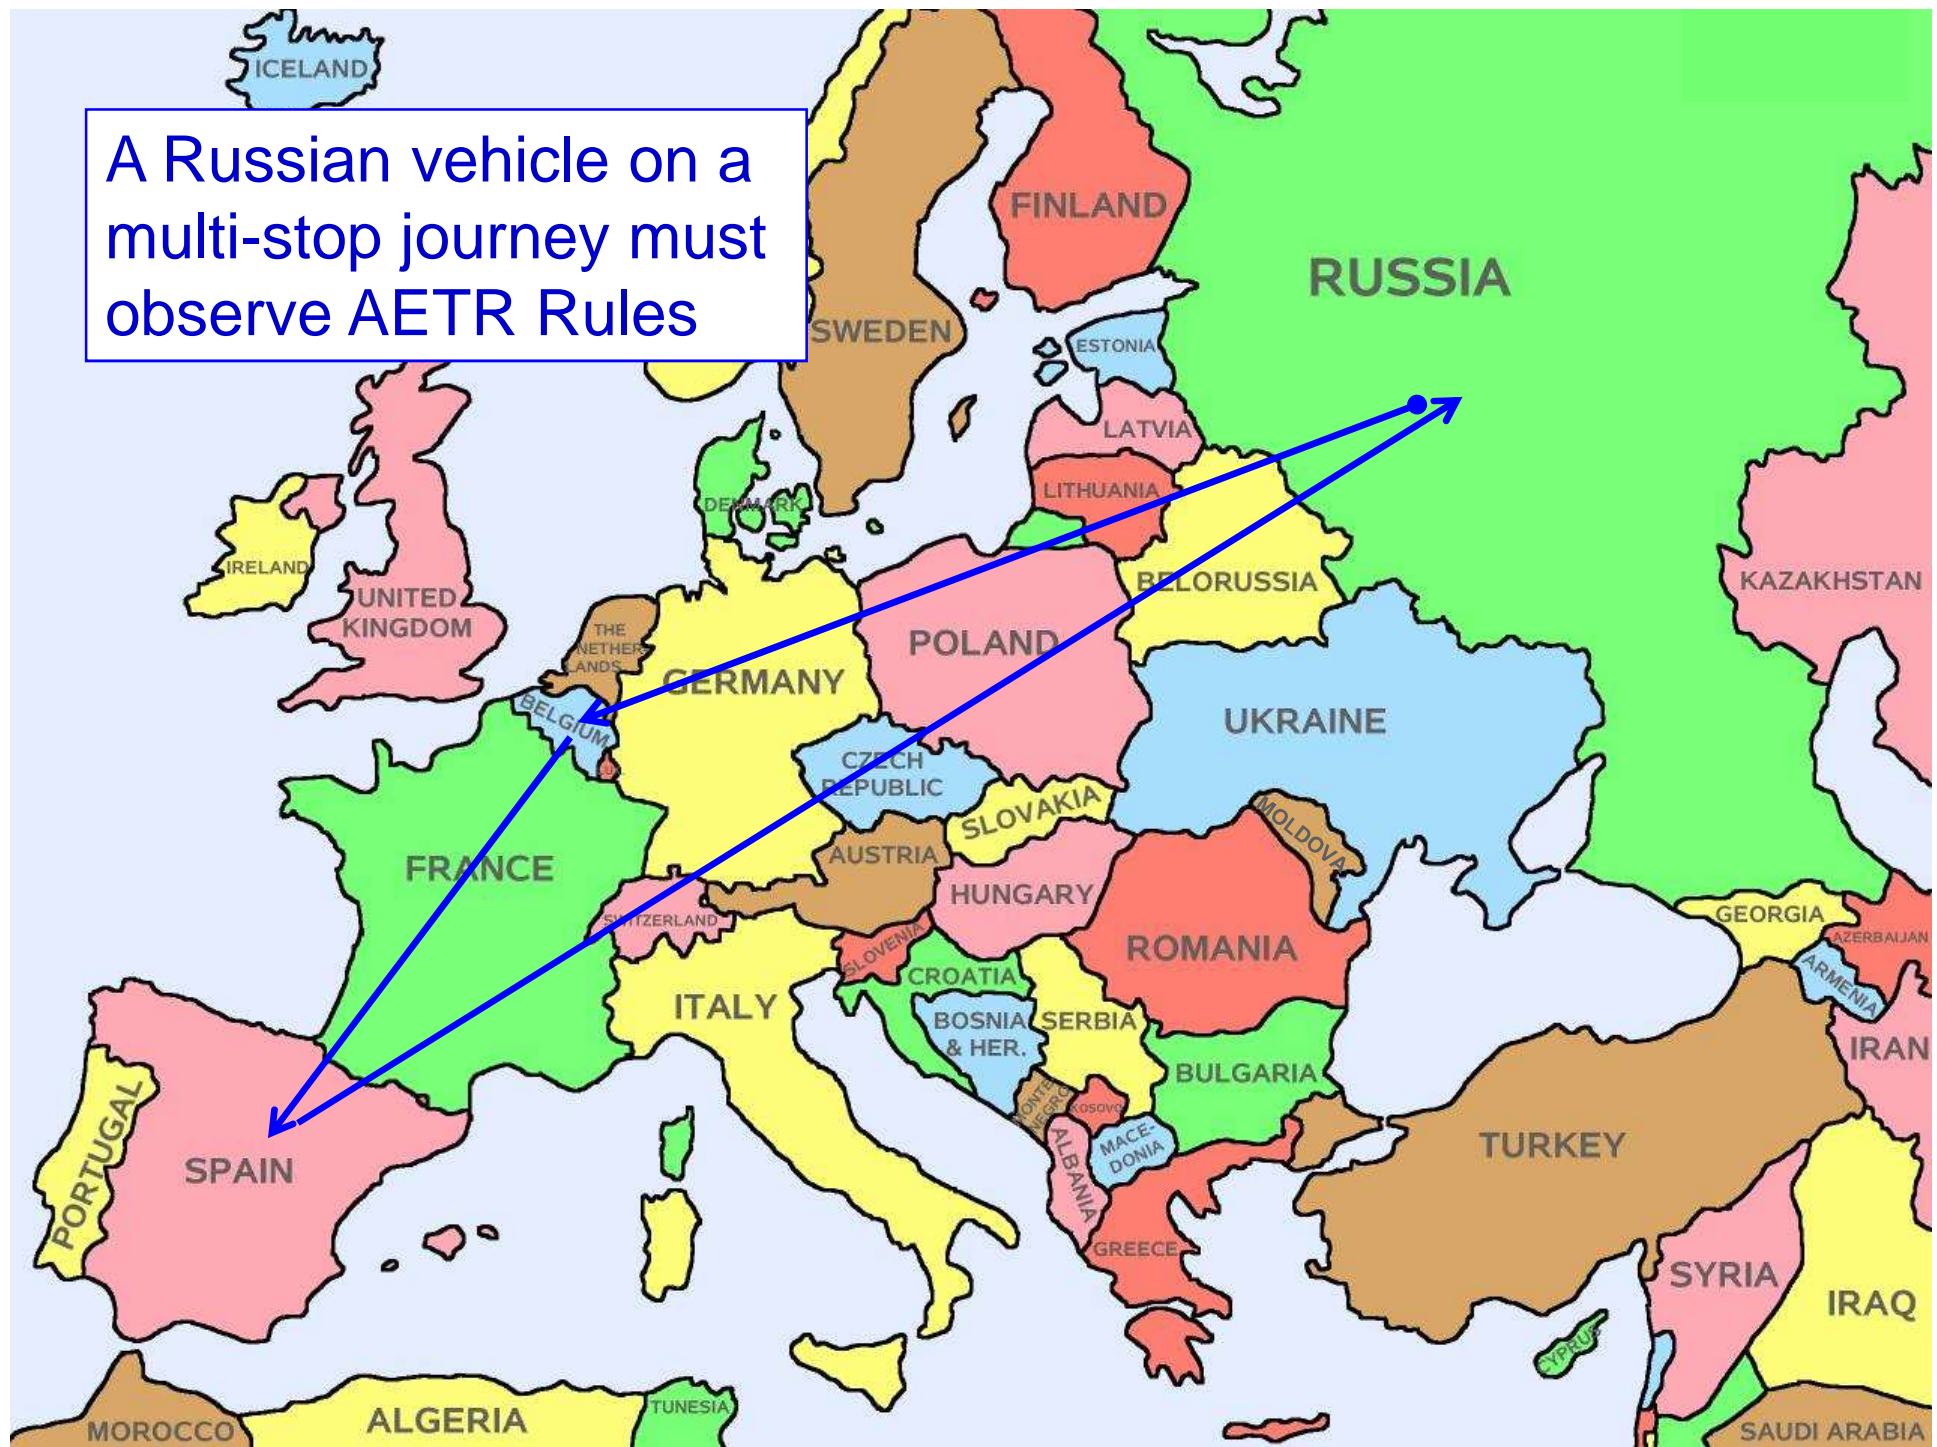 ICELAND
A Russian vehicle on a
multi-stop journey must
observe AETR Rules
FINLAND
RUSSIA
SWEDEN
ESTONIA
LATVIA
LITHUANIA
DENMARK
IRELAND
UNITED
KINGDOM
BELORUSSIA
KAZAKHSTAN
THE
NETHER
LANDS
POLAND
GERMANY
BELGIUM
LUX.
UKRAINE
CZECH
REPUBLIC
SLOVAKIA
MOLDOVA
FRANCE
AUSTRIA
HUNGARY
SWITZERLAND
GEORGIA
AZERBAIJAN
SLOVENIA
ROMANIA
CROATIA
ARMENIA
ITALY
BOSNIA
& HER.
SERBIA
IRAN
BULGARIA
MONTE
NEGRO
KOSOVO
PORTUGAL
SPAIN
ALBANIA
MACE-
DONIA
TURKEY
GREECE
SYRIA
IRAQ
CYPRUS
MOROCCO
ALGERIA
TUNESIA
SAUDI ARABIA